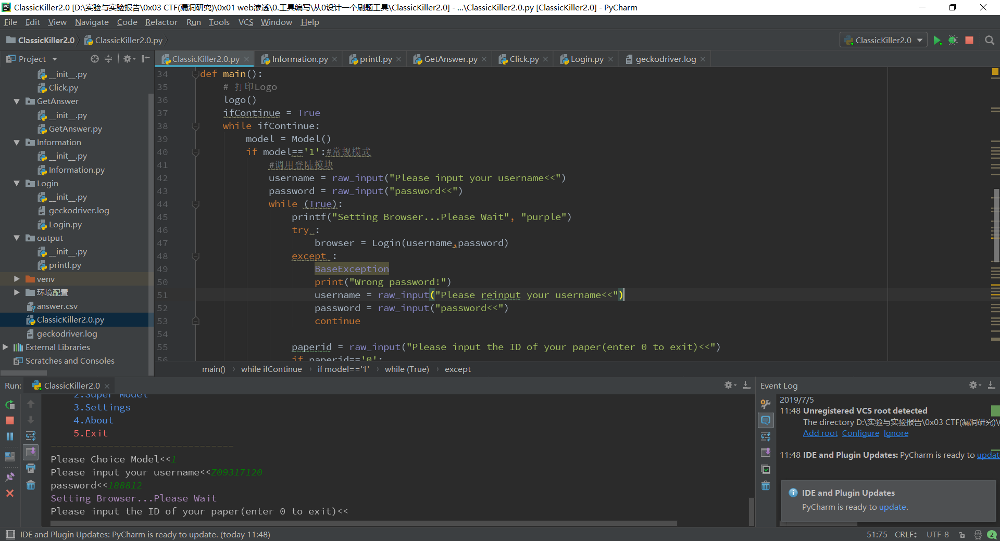 ClassicKiller2.0 [D:\实验与实验报告\0x03 CTF(漏洞研究)\0x01 web渗透\0.工具编写\从0设计一个刷题工具\ClassicKiller2.0] - ...\ClassicKiller2.0.py [ClassicKiller2.0] - PyCharm
File Edit View Navigate Code Refactor Run Tools VCS Window Help
ClassicKiller2.0 ClassicKiller2.0.py ClassicKiller2.0
Project
ClassicKiller2.0.py Information.py printf.py GetAnswer.py Click.py Login.py geckodriver.log
__init__.py
Click.py
GetAnswer
__init__.py
GetAnswer.py
Information
__init__.py
Information.py
Login
__init__.py
geckodriver.log
Login.py
output
__init__.py
printf.py
venv
环境配置
answer.csv
ClassicKiller2.0.py
geckodriver.log
External Libraries
Scratches and Consoles
34 def main():
35 # 打印Logo
36 logo()
37 ifContinue = True
38 while ifContinue:
39 model = Model()
40 if model=='1':#常规模式
41 #调用登陆模块
42 username = raw_input("Please input your username<<")
43 password = raw_input("password<<")
44 while (True):
45 printf("Setting Browser...Please Wait", "purple")
46 try :
47 browser = Login(username,password)
48 except :
49 BaseException
50 print("Wrong password!")
51 username = raw_input("Please reinput your username<<")
52 password = raw_input("password<<")
53 continue
54
55 paperid = raw_input("Please input the ID of your paper(enter 0 to exit)<<")
56 if paperid=='0':
main() › while ifContinue › if model=='1' › while (True) › except
Run: ClassicKiller2.0
2.Super Model
3.Settings
4.About
5.Exit
--------------------------------
Please Choice Model<<1
Please input your username<<Z09317120
password<<188812
Setting Browser...Please Wait
Please input the ID of your paper(enter 0 to exit)<<
Event Log
2019/7/5
11:48 Unregistered VCS root detected
The directory D:\实验与实验报告\0x03 CTF(漏洞研究)\0
Add root Configure Ignore
11:48 IDE and Plugin Updates: PyCharm is ready to updat
IDE and Plugin Updates
PyCharm is ready to update.
IDE and Plugin Updates: PyCharm is ready to update. (today 11:48)
51:75 CRLF UTF-8 2